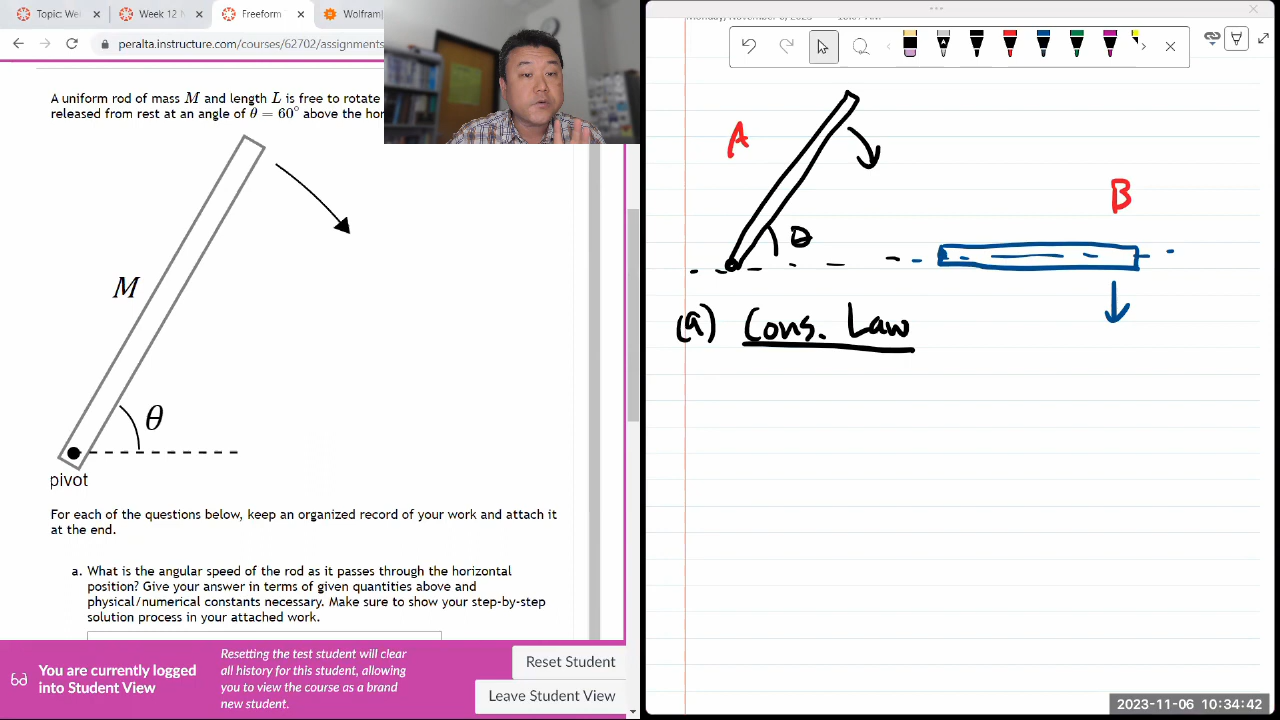 Topic We
Week 12 M
Freeform
Wolfram|
peralta.instructure.com/courses/62702/assignments
A uniform rod of mass M and length L is free to rotate
released from rest at an angle of θ = 60° above the hor
M
θ
pivot
For each of the questions below, keep an organized record of your work and attach it
at the end.
a. What is the angular speed of the rod as it passes through the horizontal
position? Give your answer in terms of given quantities above and
physical/numerical constants necessary. Make sure to show your step-by-step
solution process in your attached work.
You are currently logged
into Student View
Resetting the test student will clear
all history for this student, allowing
you to view the course as a brand
new student.
Reset Student
Leave Student View
A
θ
B
(a) Cons. Law
2023-11-06 10:34:42